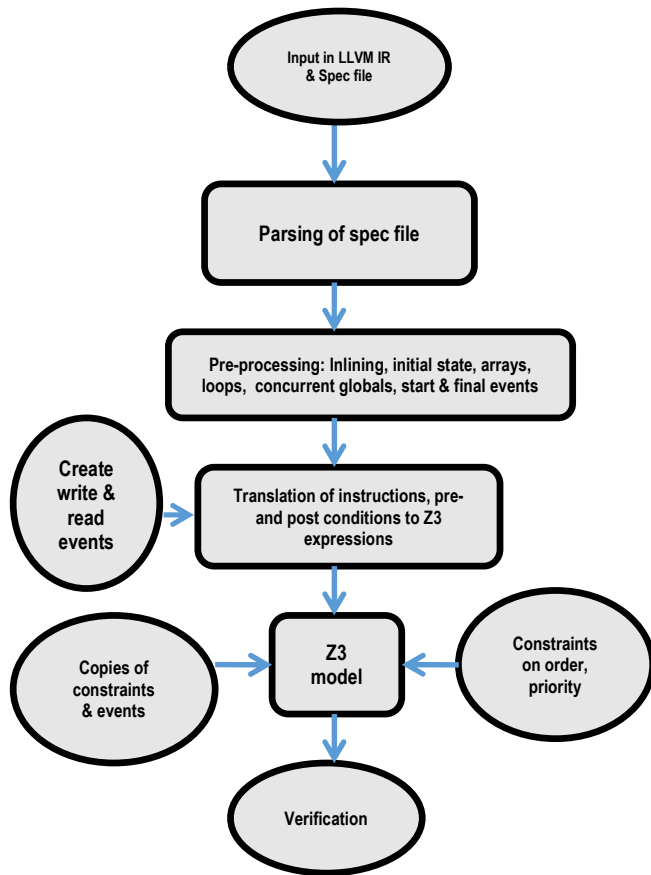 Input in LLVM IR
& Spec file
Parsing of spec file
Pre-processing: Inlining, initial state, arrays,
loops, concurrent globals, start & final events
Create
write &
read
events
Translation of instructions, pre-
and post conditions to Z3
expressions
Copies of
constraints
& events
Z3
model
Constraints
on order,
priority
Verification